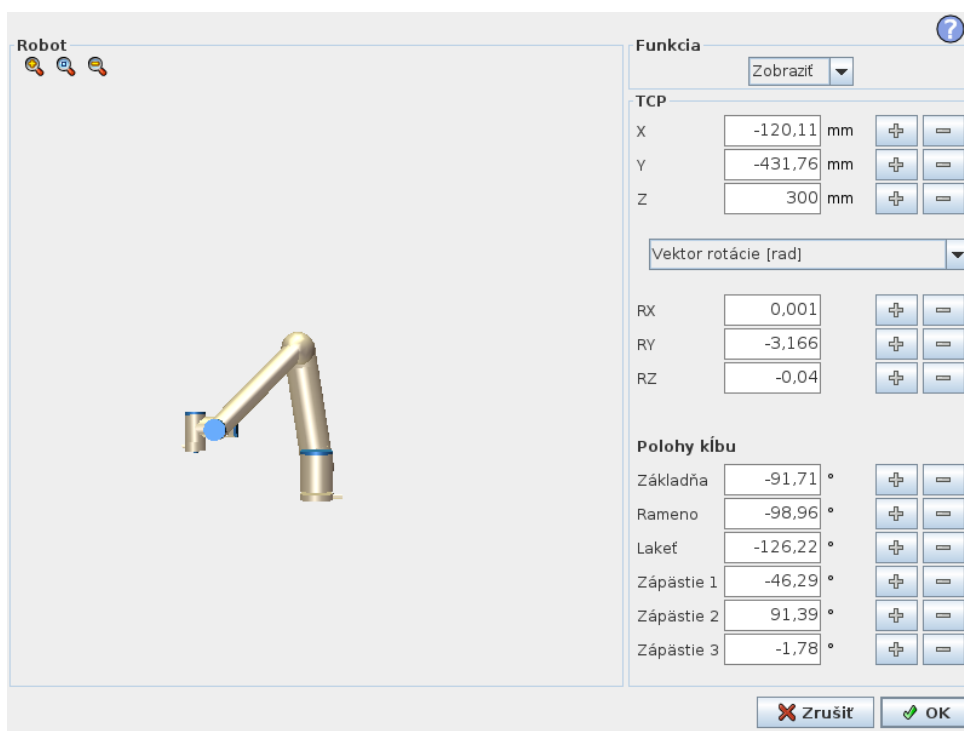 Robot
Funkcia
Zobraziť
TCP
X -120,11 mm
Y -431,76 mm
Z 300 mm
Vektor rotácie [rad]
RX 0,001
RY -3,166
RZ -0,04
Polohy kĺbu
Základňa -91,71 °
Rameno -98,96 °
Lakeť -126,22 °
Zápästie 1 -46,29 °
Zápästie 2 91,39 °
Zápästie 3 -1,78 °
Zrušiť OK